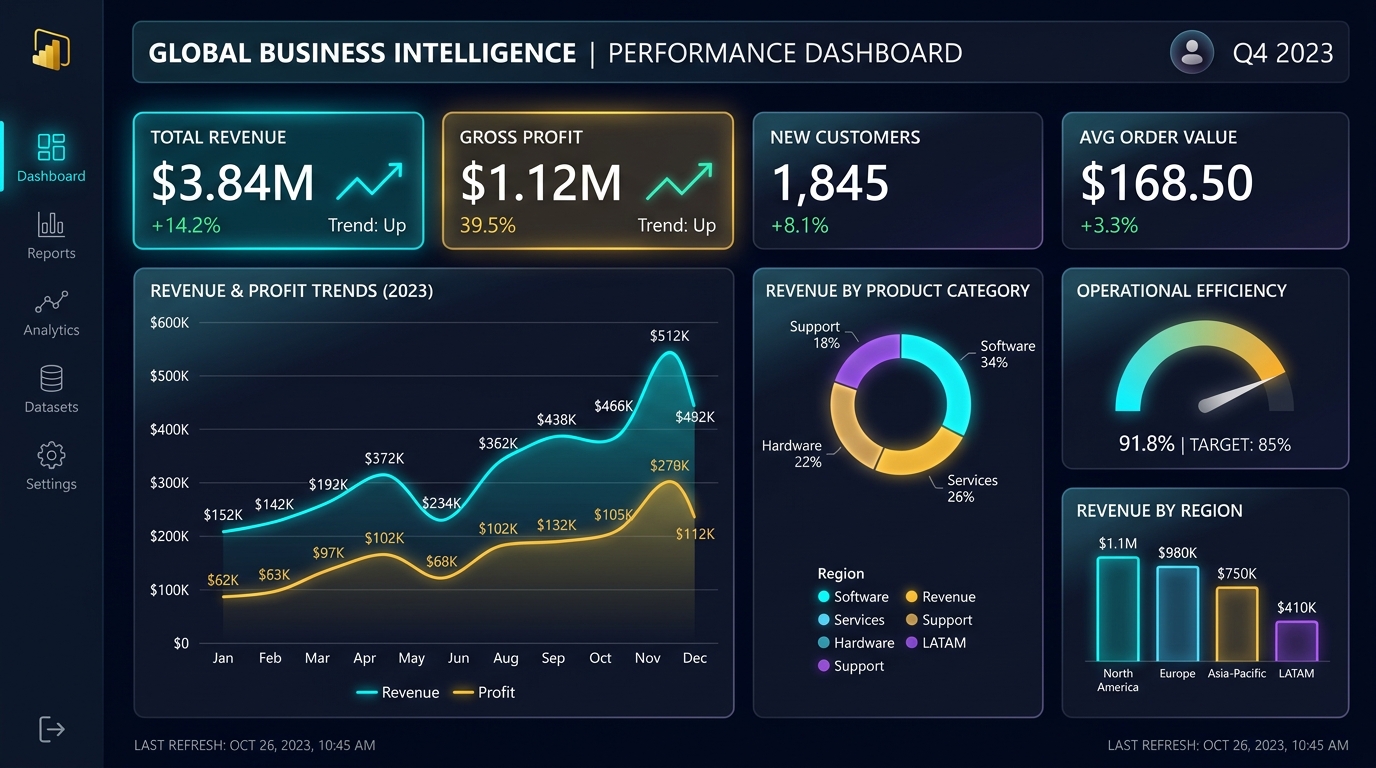 GLOBAL BUSINESS INTELLIGENCE | PERFORMANCE DASHBOARD
Q4 2023
Dashboard
Reports
Analytics
Datasets
Settings
TOTAL REVENUE
$3.84M
+14.2%
Trend: Up
GROSS PROFIT
$1.12M
39.5%
Trend: Up
NEW CUSTOMERS
1,845
+8.1%
AVG ORDER VALUE
$168.50
+3.3%
REVENUE & PROFIT TRENDS (2023)
$600K
$500K
$400K
$300K
$200K
$100K
$0
$152K
$142K
$192K
$372K
$234K
$362K
$438K
$466K
$512K
$492K
$62K
$63K
$97K
$102K
$68K
$102K
$132K
$105K
$278K
$112K
Jan Feb Mar Apr May Jun Aug Sep Oct Nov Dec
Revenue Profit
REVENUE BY PRODUCT CATEGORY
Support
18%
Software
34%
Hardware
22%
Services
26%
Region
Software Revenue
Services Support
Hardware LATAM
Support
OPERATIONAL EFFICIENCY
91.8% | TARGET: 85%
REVENUE BY REGION
$1.1M
$980K
$750K
$410K
North
America
Europe
Asia-Pacific
LATAM
LAST REFRESH: OCT 26, 2023, 10:45 AM
LAST REFRESH: OCT 26, 2023, 10:45 AM